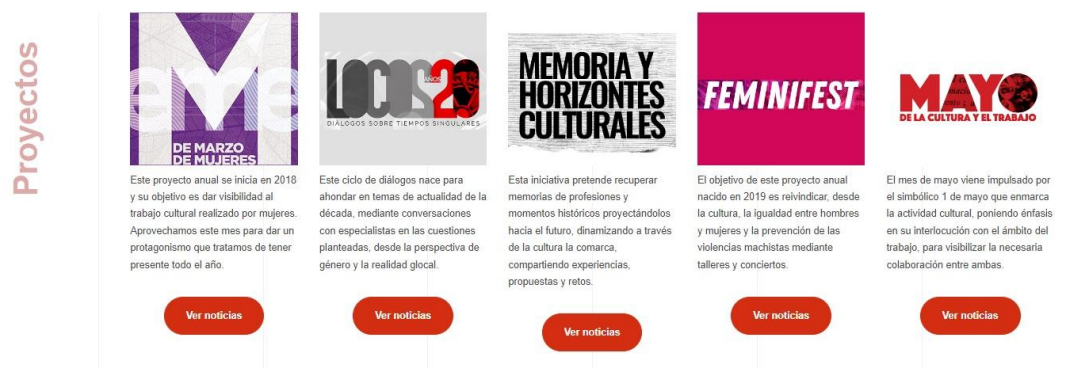 Proyectos
eme
DE MARZO
DE MUJERES
Este proyecto anual se inicia en 2018
y su objetivo es dar visibilidad al
trabajo cultural realizado por mujeres.
Aprovechamos este mes para dar un
protagonismo que tratamos de tener
presente todo el año.
Ver noticias
LOCOS AÑOS 20
DIÁLOGOS SOBRE TIEMPOS SINGULARES
Este ciclo de diálogos nace para
ahondar en temas de actualidad de la
década, mediante conversaciones
con especialistas en las cuestiones
planteadas, desde la perspectiva de
género y la realidad glocal.
Ver noticias
MEMORIA Y
HORIZONTES
CULTURALES
Esta iniciativa pretende recuperar
memorias de profesiones y
momentos históricos proyectándolos
hacia el futuro, dinamizando a través
de la cultura la comarca,
compartiendo experiencias,
propuestas y retos.
Ver noticias
FEMINIFEST
El objetivo de este proyecto anual
nacido en 2019 es reivindicar, desde
la cultura, la igualdad entre hombres
y mujeres y la prevención de las
violencias machistas mediante
talleres y conciertos.
Ver noticias
MAYO
DE LA CULTURA Y EL TRABAJO
El mes de mayo viene impulsado por
el simbólico 1 de mayo que enmarca
la actividad cultural, poniendo énfasis
en su interlocución con el ámbito del
trabajo, para visibilizar la necesaria
colaboración entre ambas.
Ver noticias